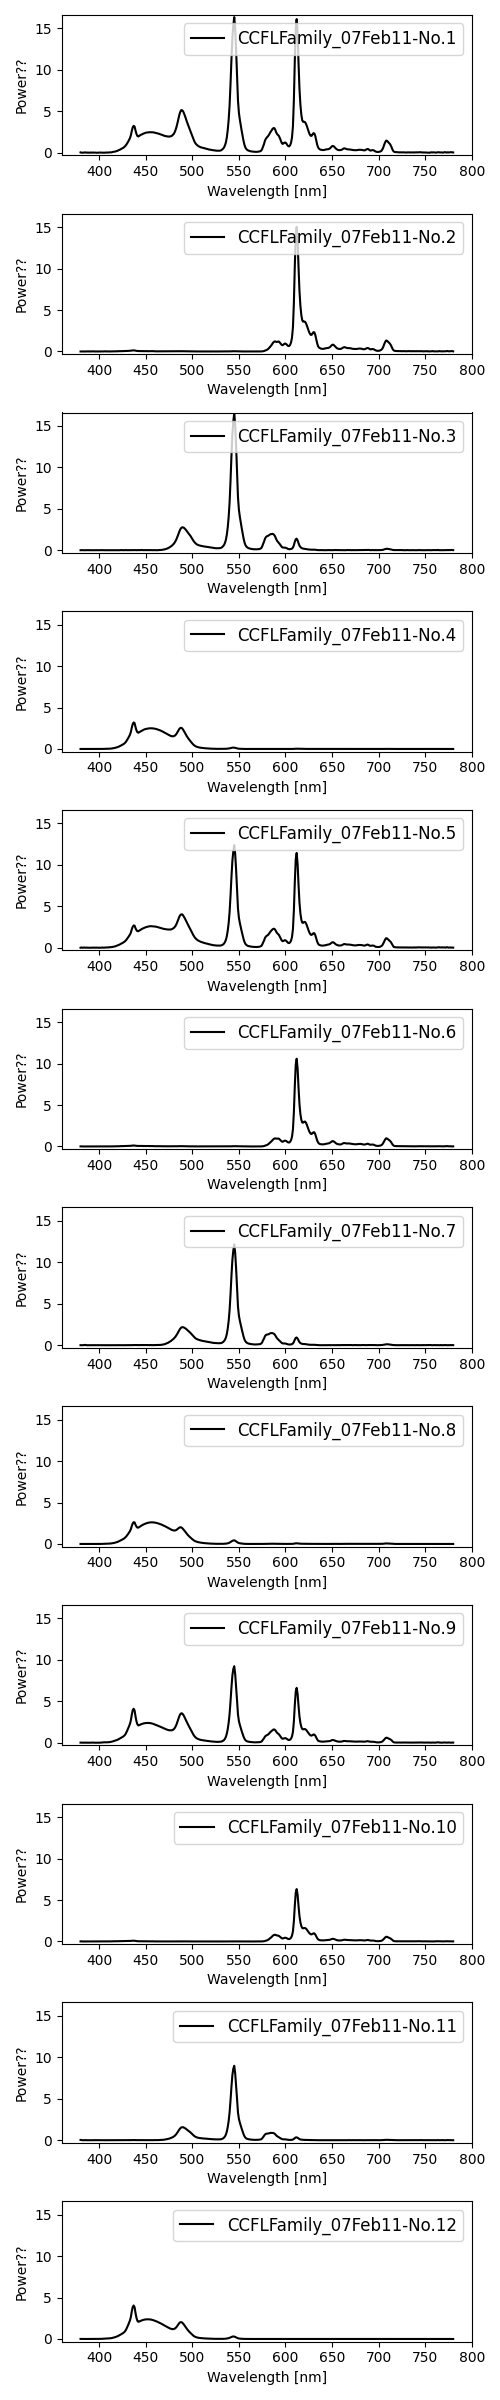 CCFLFamily_07Feb11-No.1
15
10
5
0
Power??
400 450 500 550 600 650 700 750 800
Wavelength [nm]
CCFLFamily_07Feb11-No.2
15
10
5
0
Power??
400 450 500 550 600 650 700 750 800
Wavelength [nm]
CCFLFamily_07Feb11-No.3
15
10
5
0
Power??
400 450 500 550 600 650 700 750 800
Wavelength [nm]
CCFLFamily_07Feb11-No.4
15
10
5
0
Power??
400 450 500 550 600 650 700 750 800
Wavelength [nm]
CCFLFamily_07Feb11-No.5
15
10
5
0
Power??
400 450 500 550 600 650 700 750 800
Wavelength [nm]
CCFLFamily_07Feb11-No.6
15
10
5
0
Power??
400 450 500 550 600 650 700 750 800
Wavelength [nm]
CCFLFamily_07Feb11-No.7
15
10
5
0
Power??
400 450 500 550 600 650 700 750 800
Wavelength [nm]
CCFLFamily_07Feb11-No.8
15
10
5
0
Power??
400 450 500 550 600 650 700 750 800
Wavelength [nm]
CCFLFamily_07Feb11-No.9
15
10
5
0
Power??
400 450 500 550 600 650 700 750 800
Wavelength [nm]
CCFLFamily_07Feb11-No.10
15
10
5
0
Power??
400 450 500 550 600 650 700 750 800
Wavelength [nm]
CCFLFamily_07Feb11-No.11
15
10
5
0
Power??
400 450 500 550 600 650 700 750 800
Wavelength [nm]
CCFLFamily_07Feb11-No.12
15
10
5
0
Power??
400 450 500 550 600 650 700 750 800
Wavelength [nm]